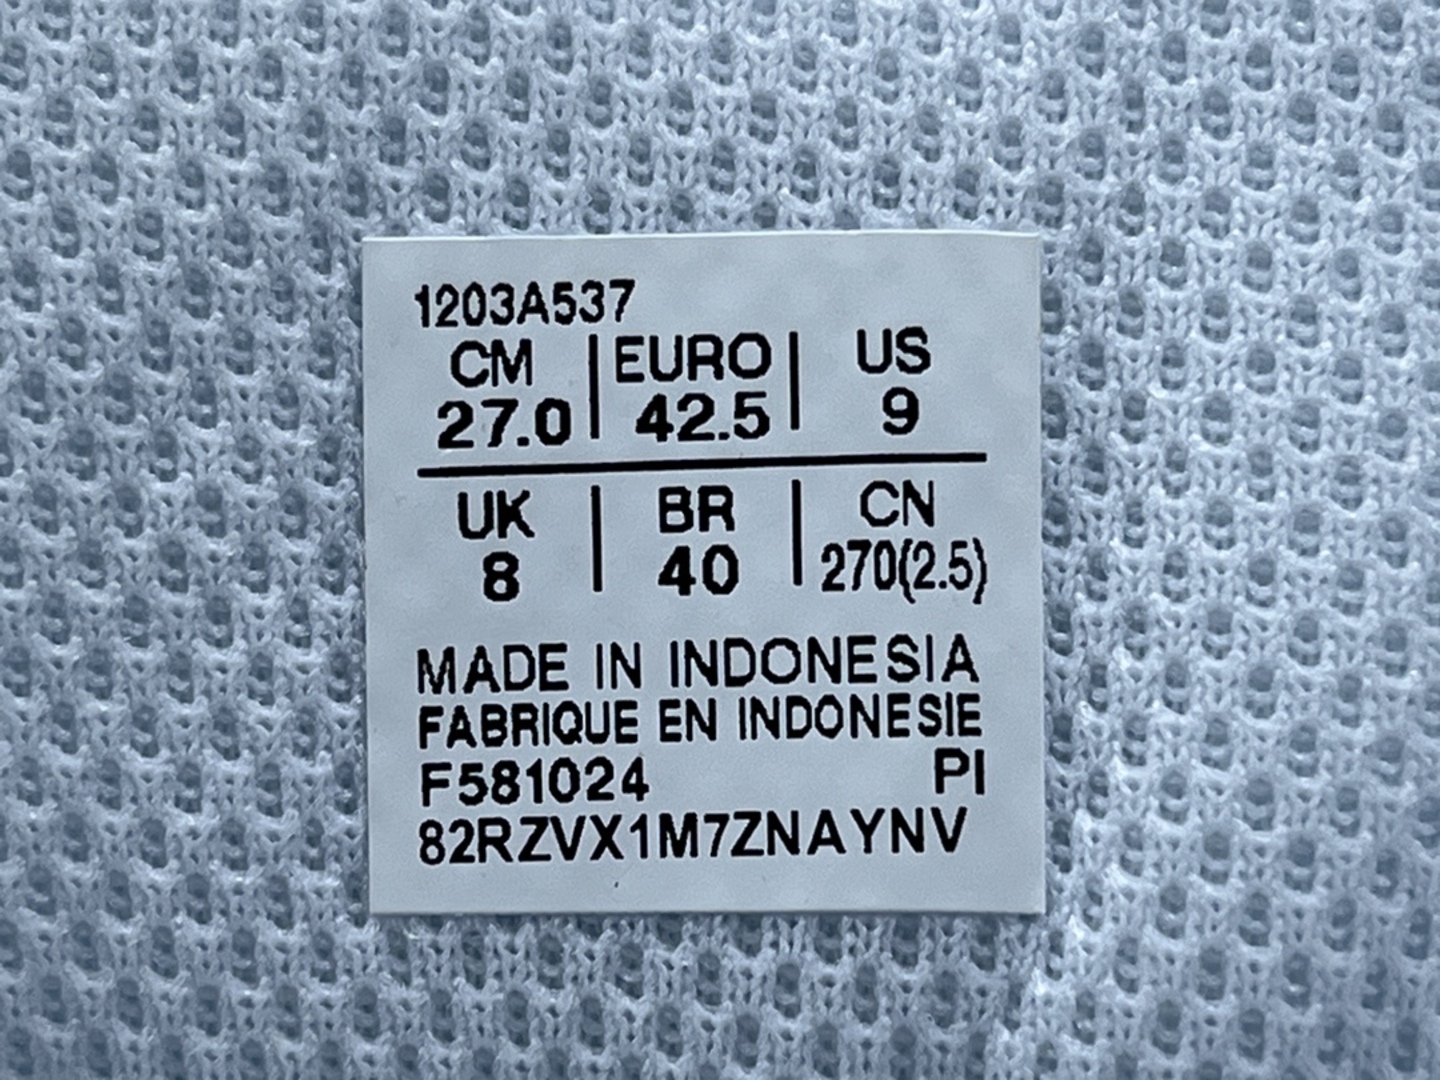 1203A537
CM | EURO | US
27.0 | 42.5 | 9
UK | BR | CN
8 | 40 | 270(2.5)
MADE IN INDONESIA
FABRIQUE EN INDONESIE
F581024 PI
82RZVX1M7ZNAYNV